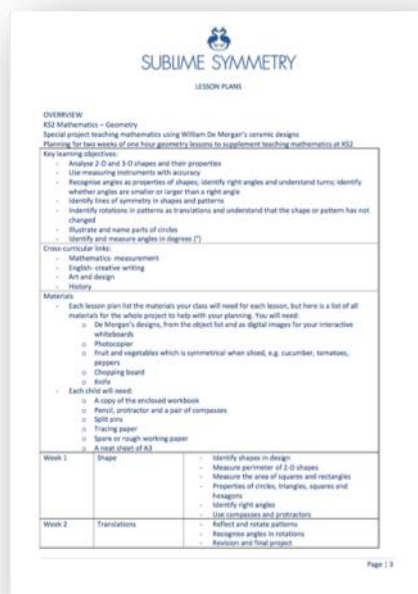 SUBLIME SYMMETRY
LESSON PLANS
OVERRVIEW
KS2 Mathematics – Geometry
Special project teaching mathematics using William De Morgan's ceramic designs
Planning for two weeks of one hour geometry lessons to supplement teaching mathematics at KS2
Key learning objectives:
- Analyse 2-D and 3-D shapes and their properties
- Use measuring instruments with accuracy
- Recognise angles as properties of shapes; identify right angles and understand turns; identify
whether angles are smaller or larger than a right angle
- Identify lines of symmetry in shapes and patterns
- Indentify rotations in patterns as translations and understand that the shape or pattern has not
changed
- Illustrate and name parts of circles
- Identify and measure angles in degrees (°)
Cross-curricular links:
- Mathematics- measurement
- English- creative writing
- Art and design
- History
Materials
- Each lesson plan list the materials your class will need for each lesson, but here is a list of all
materials for the whole project to help with your planning. You will need:
o De Morgan's designs, from the object list and as digital images for your interactive
whiteboards
o Photocopier
o Fruit and vegetables which is symmetrical when sliced, e.g. cucumber, tomatoes,
peppers
o Chopping board
o Knife
- Each child will need:
o A copy of the enclosed workbook
o Pencil, protractor and a pair of compasses
o Split pins
o Tracing paper
o Spare or rough working paper
o A neat sheet of A3
Week 1 Shape - Identify shapes in design
- Measure perimeter of 2-D shapes
- Measure the area of squares and rectangles
- Properties of circles, triangles, squares and
hexagons
- Identify right angles
- Use compasses and protractors
Week 2 Translations - Reflect and rotate patterns
- Recognise angles in rotations
- Revision and final project
Page | 3